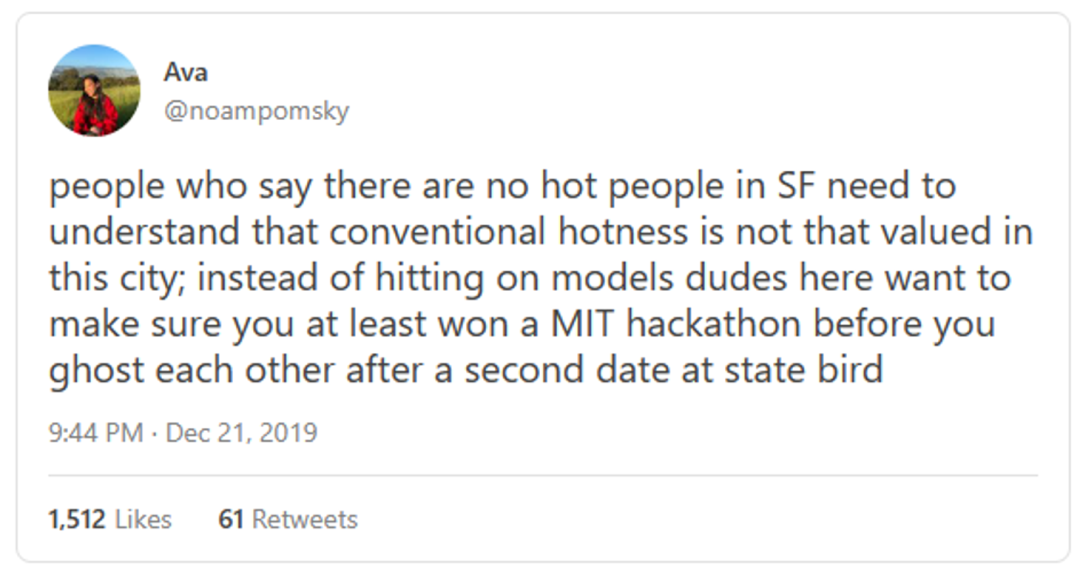 Ava
@noampomsky
people who say there are no hot people in SF need to
understand that conventional hotness is not that valued in
this city; instead of hitting on models dudes here want to
make sure you at least won a MIT hackathon before you
ghost each other after a second date at state bird
9:44 PM · Dec 21, 2019
1,512 Likes 61 Retweets